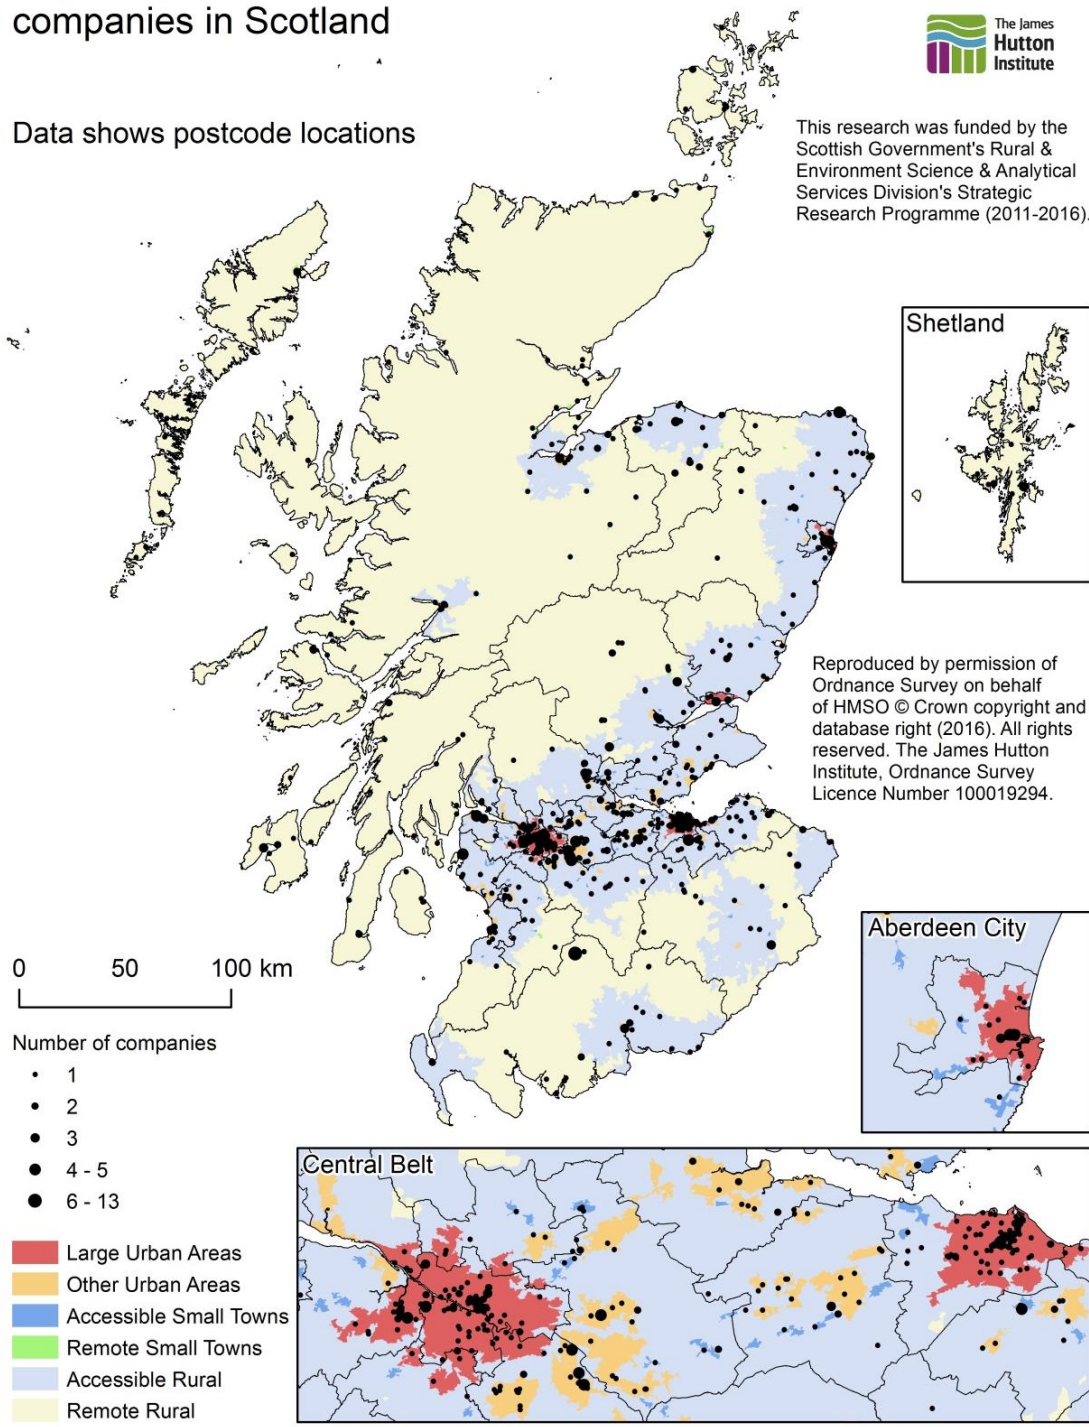 companies in Scotland
The James
Hutton
Institute
Data shows postcode locations
This research was funded by the
Scottish Government's Rural &
Environment Science & Analytical
Services Division's Strategic
Research Programme (2011-2016).
Shetland
Reproduced by permission of
Ordnance Survey on behalf
of HMSO © Crown copyright and
database right (2016). All rights
reserved. The James Hutton
Institute, Ordnance Survey
Licence Number 100019294.
Aberdeen City
0 50 100 km
Number of companies
1
2
3
4 - 5
6 - 13
Central Belt
Large Urban Areas
Other Urban Areas
Accessible Small Towns
Remote Small Towns
Accessible Rural
Remote Rural